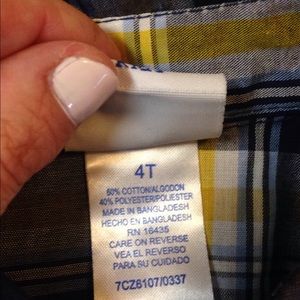 4T
60% COTTON/ALGODON
40% POLYESTER/POLIESTER
MADE IN BANGLADESH
HECHO EN BANGLADESH
RN 16435
CARE ON REVERSE
VEA EL REVERSO
PARA SU CUIDADO
7CZ8107/0337